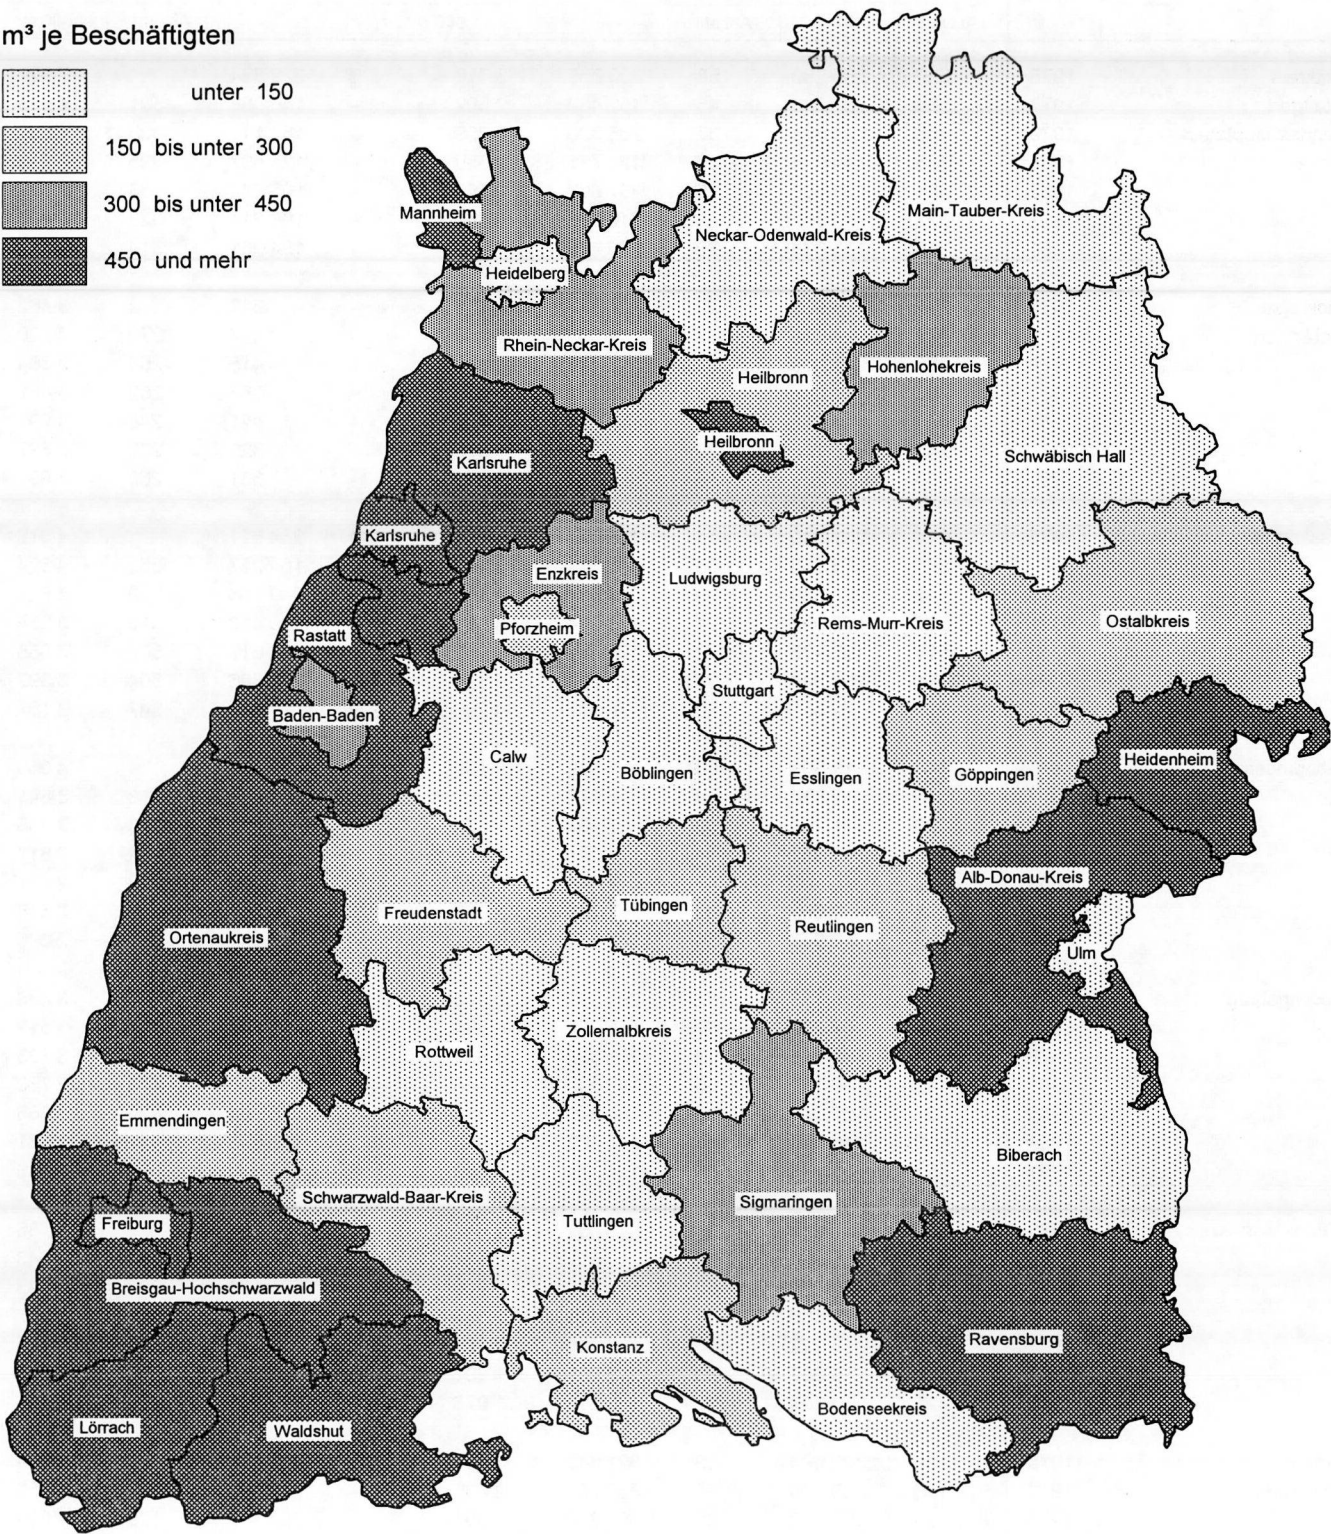 m³ je Beschäftigten
unter 150
150 bis unter 300
300 bis unter 450
450 und mehr
Mannheim
Main-Tauber-Kreis
Neckar-Odenwald-Kreis
Heidelberg
Rhein-Neckar-Kreis
Hohenlohekreis
Heilbronn
Heilbronn
Schwäbisch Hall
Karlsruhe
Karlsruhe
Enzkreis
Ludwigsburg
Rems-Murr-Kreis
Ostalbkreis
Pforzheim
Rastatt
Stuttgart
Baden-Baden
Calw
Böblingen
Esslingen
Göppingen
Heidenheim
Alb-Donau-Kreis
Freudenstadt
Tübingen
Reutlingen
Ortenaukreis
Ulm
Zollernalbkreis
Rottweil
Emmendingen
Biberach
Schwarzwald-Baar-Kreis
Sigmaringen
Tuttlingen
Freiburg
Breisgau-Hochschwarzwald
Ravensburg
Konstanz
Bodenseekreis
Lörrach
Waldshut